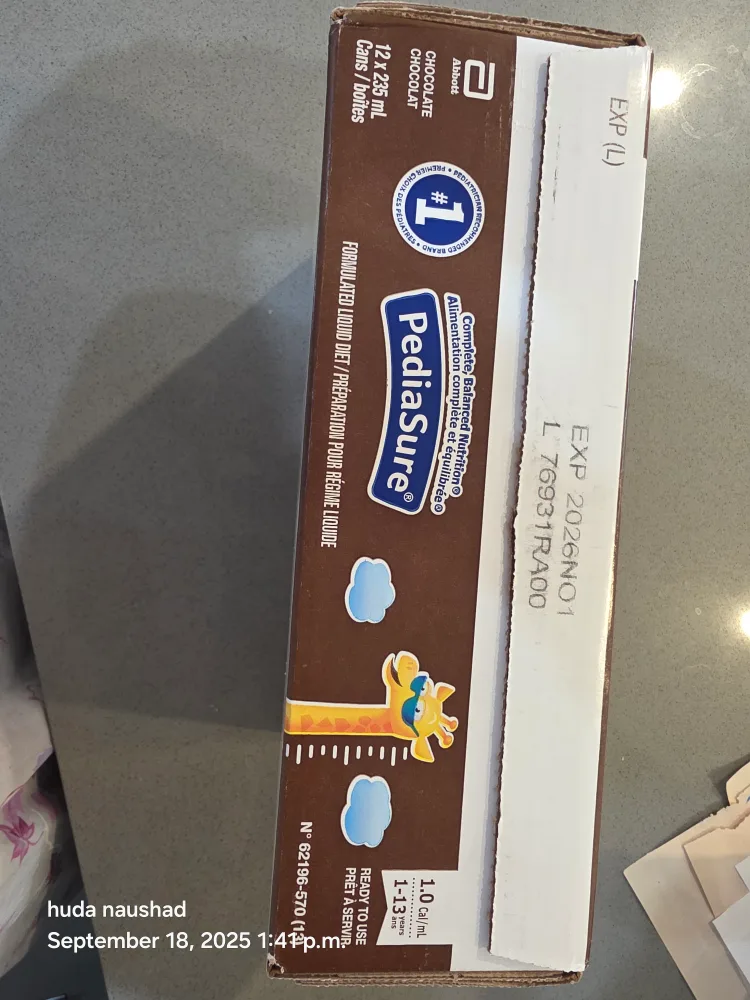 EXP (L)
EXP 2026NO1
L 76931RA00
Abbott
CHOCOLATE
CHOCOLAT
12 x 235 mL
Cans / boîtes
#1
PEDIATRICIAN RECOMMENDED BRAND • PREMIER CHOIX DES PÉDIATRES •
Complete, Balanced Nutrition®
Alimentation complète et équilibrée®
PediaSure®
FORMULATED LIQUID DIET / PRÉPARATION POUR RÉGIME LIQUIDE
1.0 Cal/mL
1-13 years
ans
READY TO USE
PRÊT À SERVIR
N° 62196-570
huda naushad
September 18, 2025 1:41 p.m.